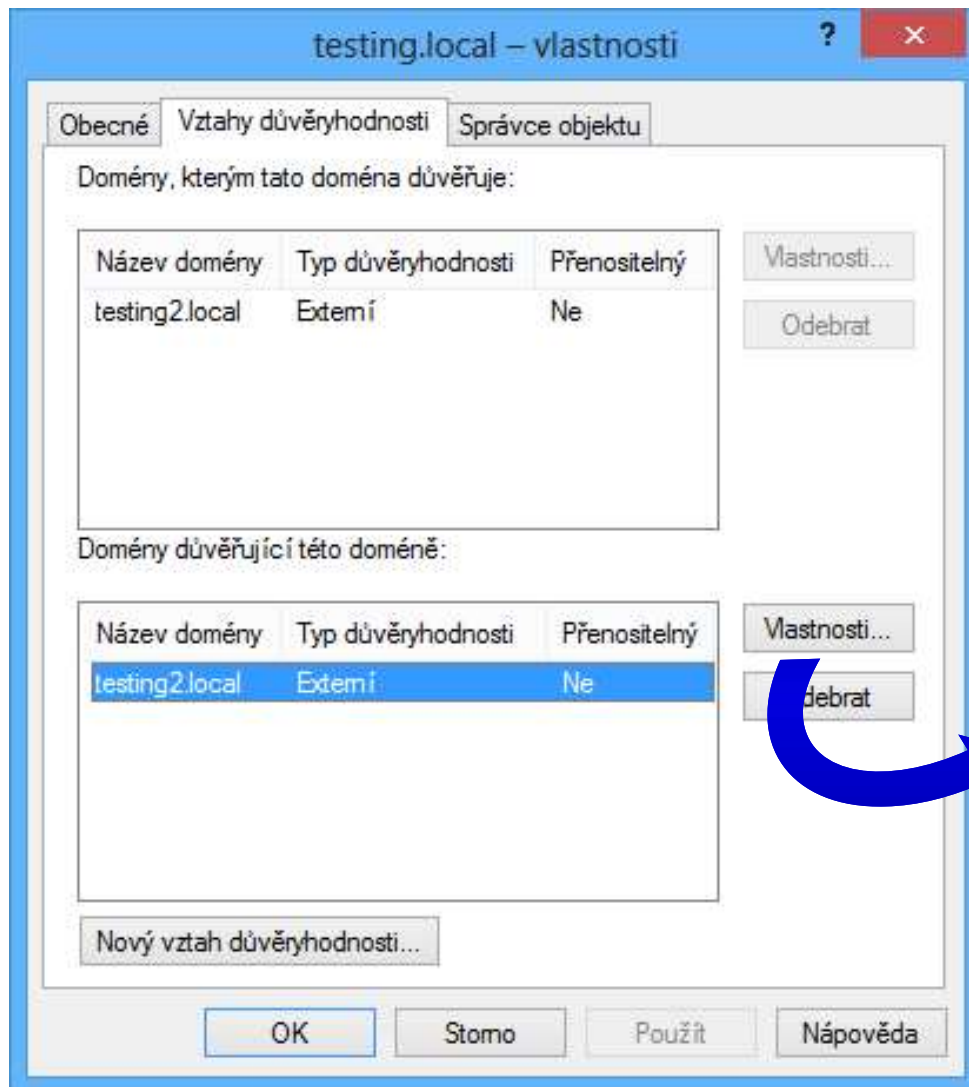 testing.local – vlastnosti ?
Obecné Vztahy důvěryhodnosti Správce objektu
Domény, kterým tato doména důvěřuje:
Název domény Typ důvěryhodnosti Přenositelný Vlastnosti...
testing2.local Externí Ne Odebrat
Domény důvěřující této doméně:
Název domény Typ důvěryhodnosti Přenositelný Vlastnosti...
testing2.local Externí Ne debrat
Nový vztah důvěryhodnosti...
OK Storno Použít Nápověda